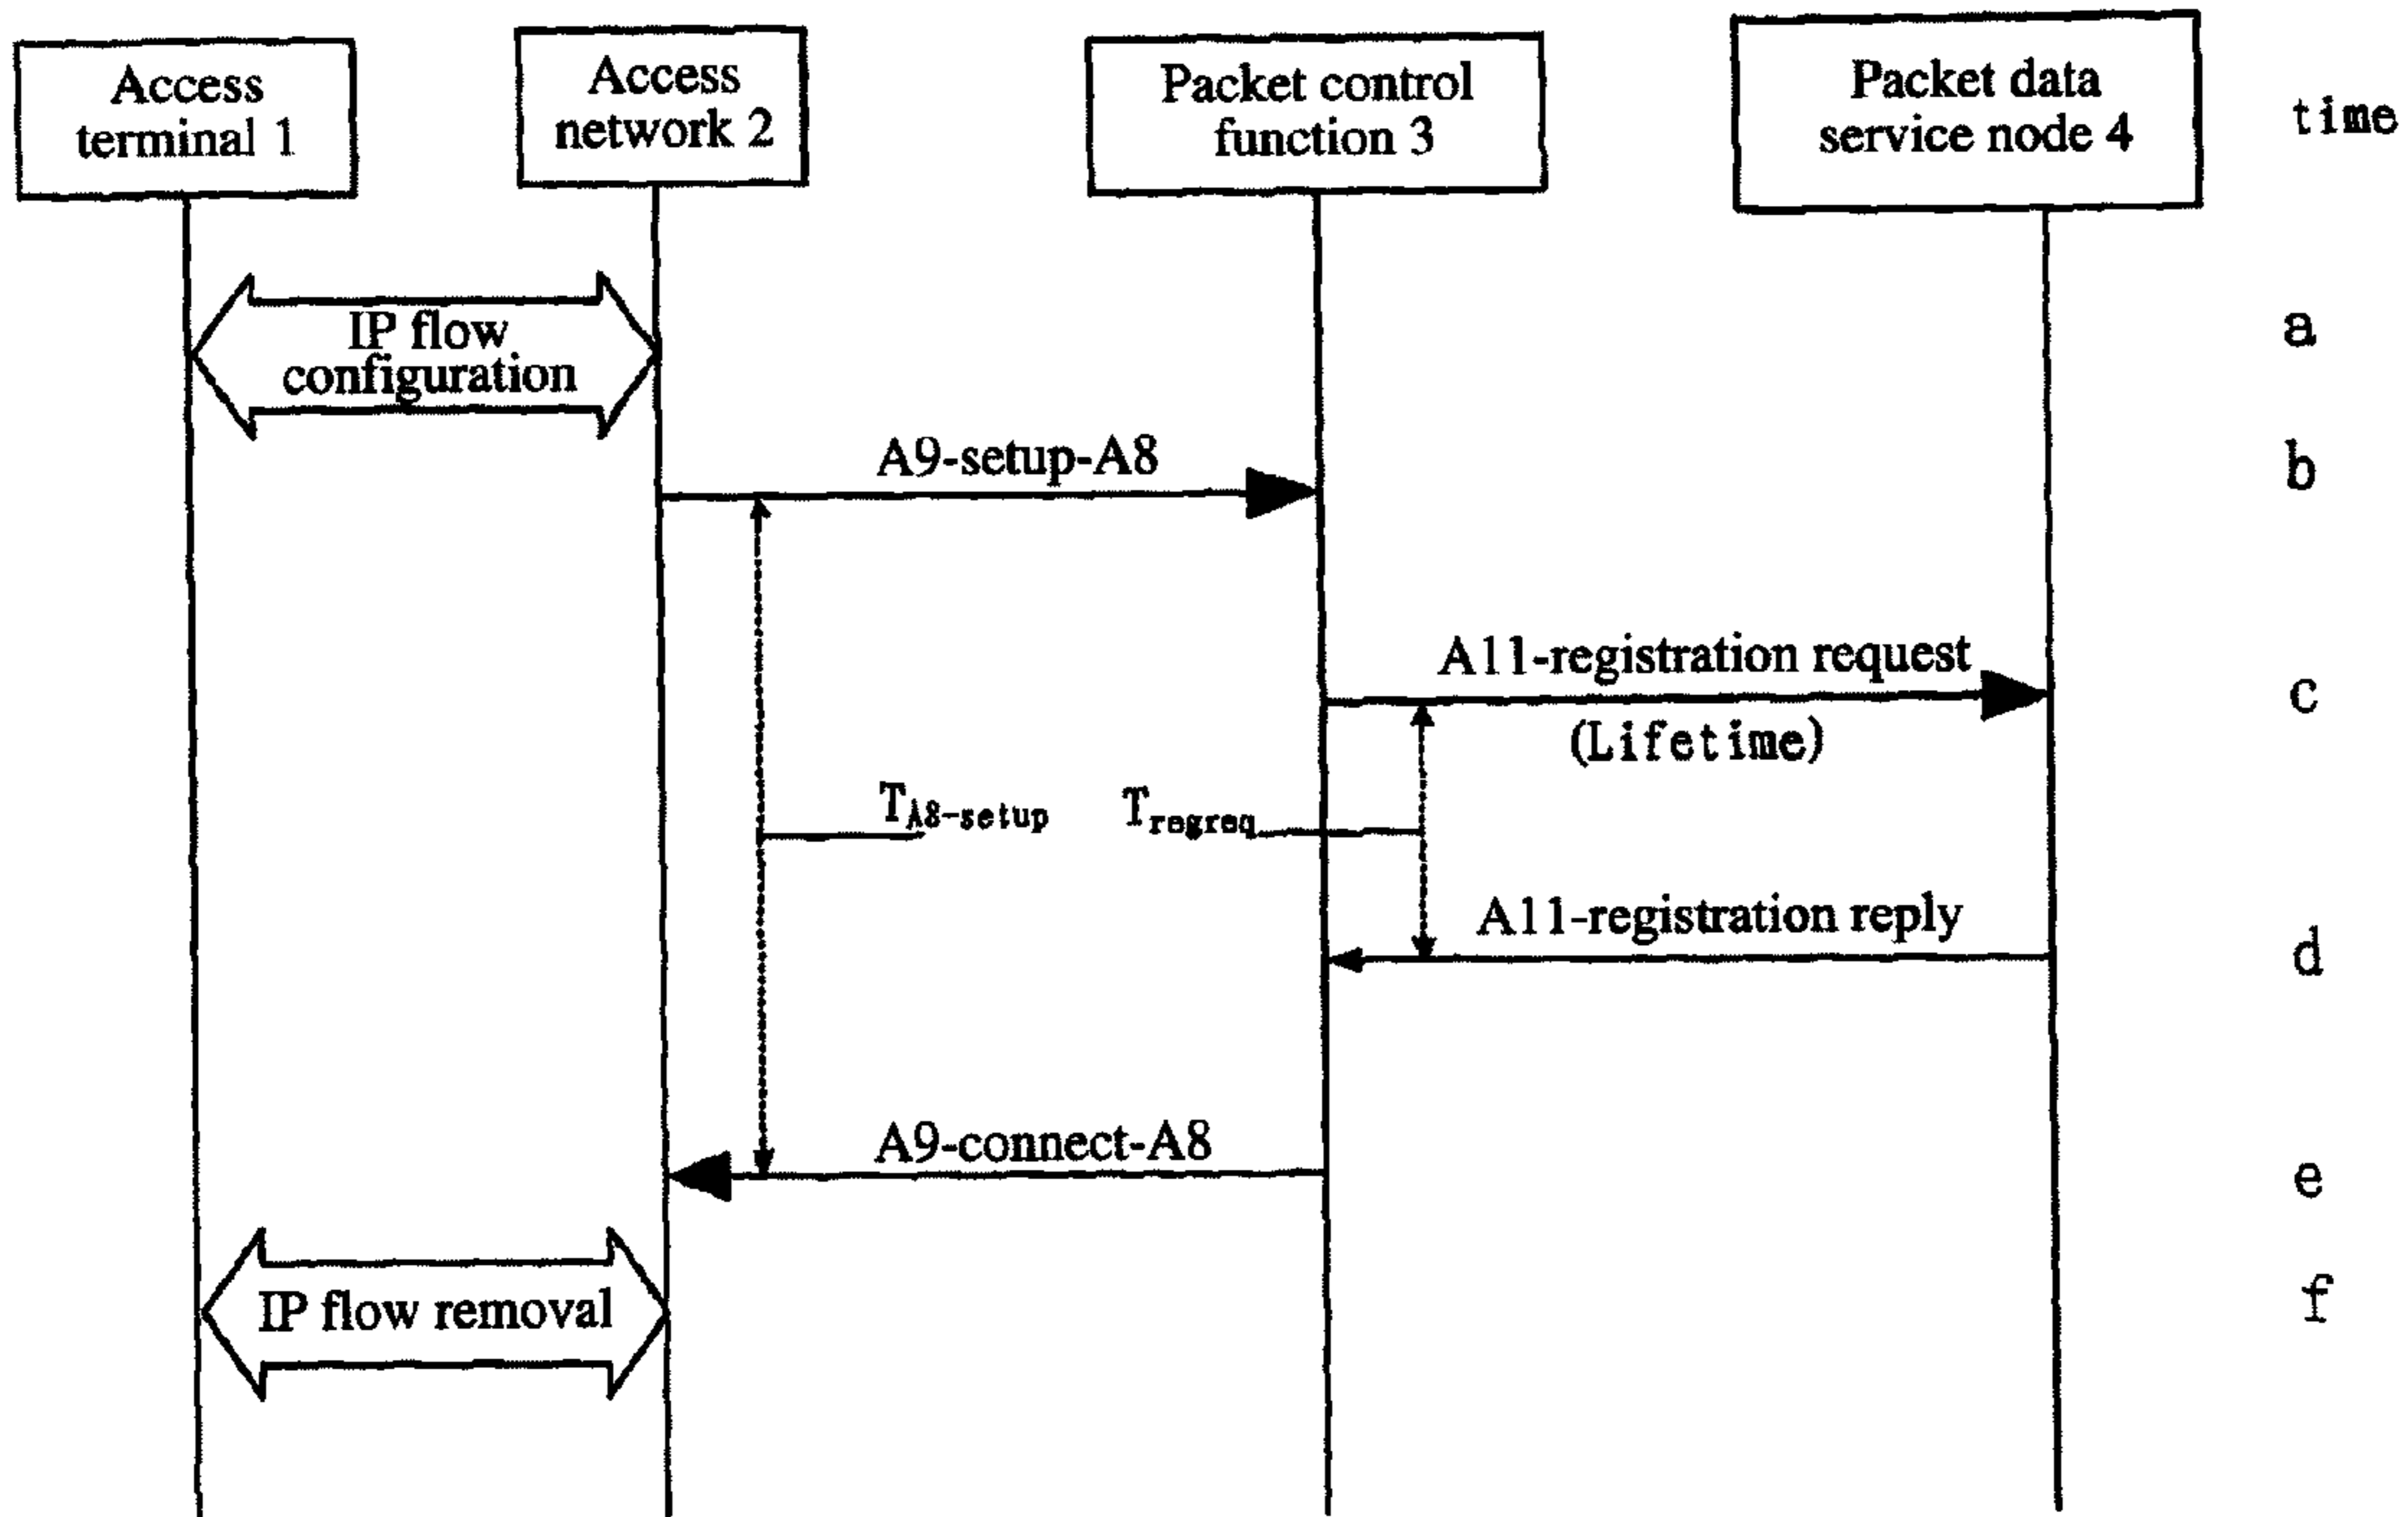 Access
terminal 1
Access
network 2
Packet control
function 3
Packet data
service node 4
time
IP flow
configuration
a
A9-setup-A8
b
A11-registration request
(Lifetime)
c
TA8-setup
Tregreq
A11-registration reply
d
A9-connect-A8
e
IP flow removal
f